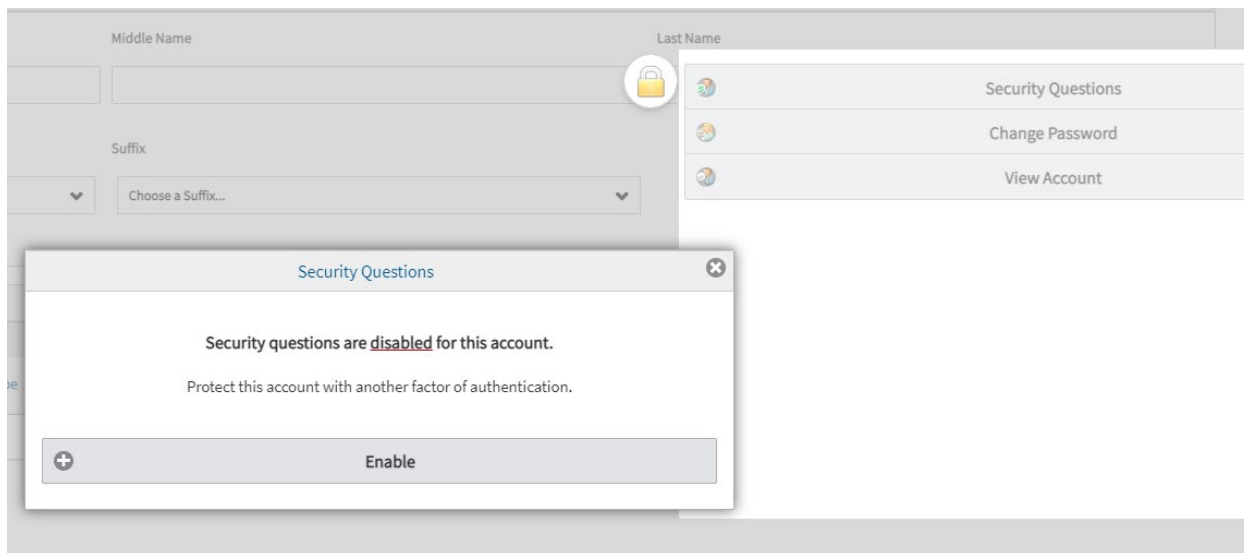 Middle Name
Last Name
Security Questions
Change Password
Suffix
View Account
Choose a Suffix...
Security Questions
Security questions are disabled for this account.
Protect this account with another factor of authentication.
Enable